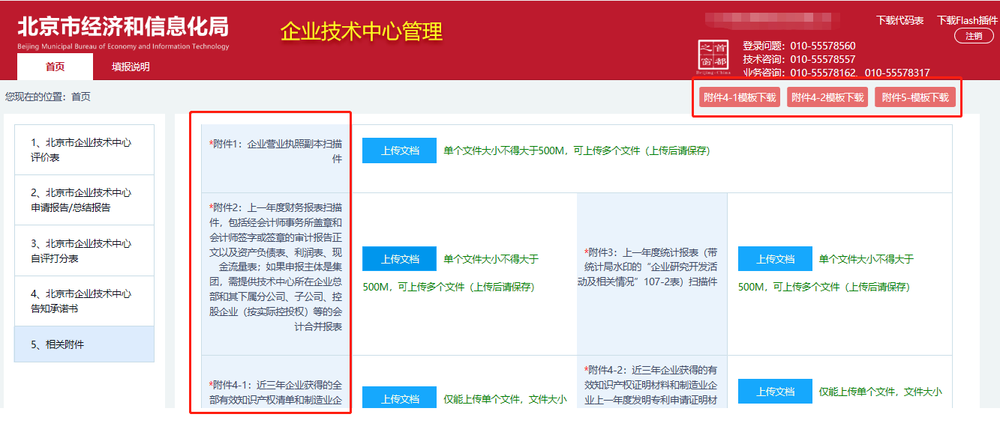 北京市经济和信息化局
Beijing Municipal Bureau of Economy and Information Technology
企业技术中心管理
下载代码表 下载Flash插件
注销
首都之窗
Beijing-China
登录问题：010-55578560
技术咨询：010-55578557
业务咨询：010-55578162、010-55578317
首页 填报说明
您现在的位置：首页
附件4-1模板下载 附件4-2模板下载 附件5-模板下载
1、北京市企业技术中心
评价表
2、北京市企业技术中心
申请报告/总结报告
3、北京市企业技术中心
自评打分表
4、北京市企业技术中心
告知承诺书
5、相关附件
*附件1：企业营业执照副本扫描
件
上传文档 单个文件大小不得大于500M，可上传多个文件（上传后请保存）
*附件2：上一年度财务报表扫描
件，包括经会计师事务所盖章和
会计师签字或签章的审计报告正
文以及资产负债表、利润表、现
金流量表；如果申报主体是集
团，需提供技术中心所在企业总
部和其下属分公司、子公司、控
股企业（按实际控投权）等的会
计合并报表
上传文档 单个文件大小不得大于
500M，可上传多个文件（上传后请保存）
*附件3：上一年度统计报表（带
统计局水印的“企业研究开发活
动及相关情况”107-2表）扫描件
上传文档 单个文件大小不得大于
500M，可上传多个文件（上传后请保存）
*附件4-1：近三年企业获得的全
部有效知识产权清单和制造业企
上传文档 仅能上传单个文件，文件大小
*附件4-2：近三年企业获得的有
效知识产权证明材料和制造业企
业上一年度发明专利申请证明材
上传文档 仅能上传单个文件，文件大小